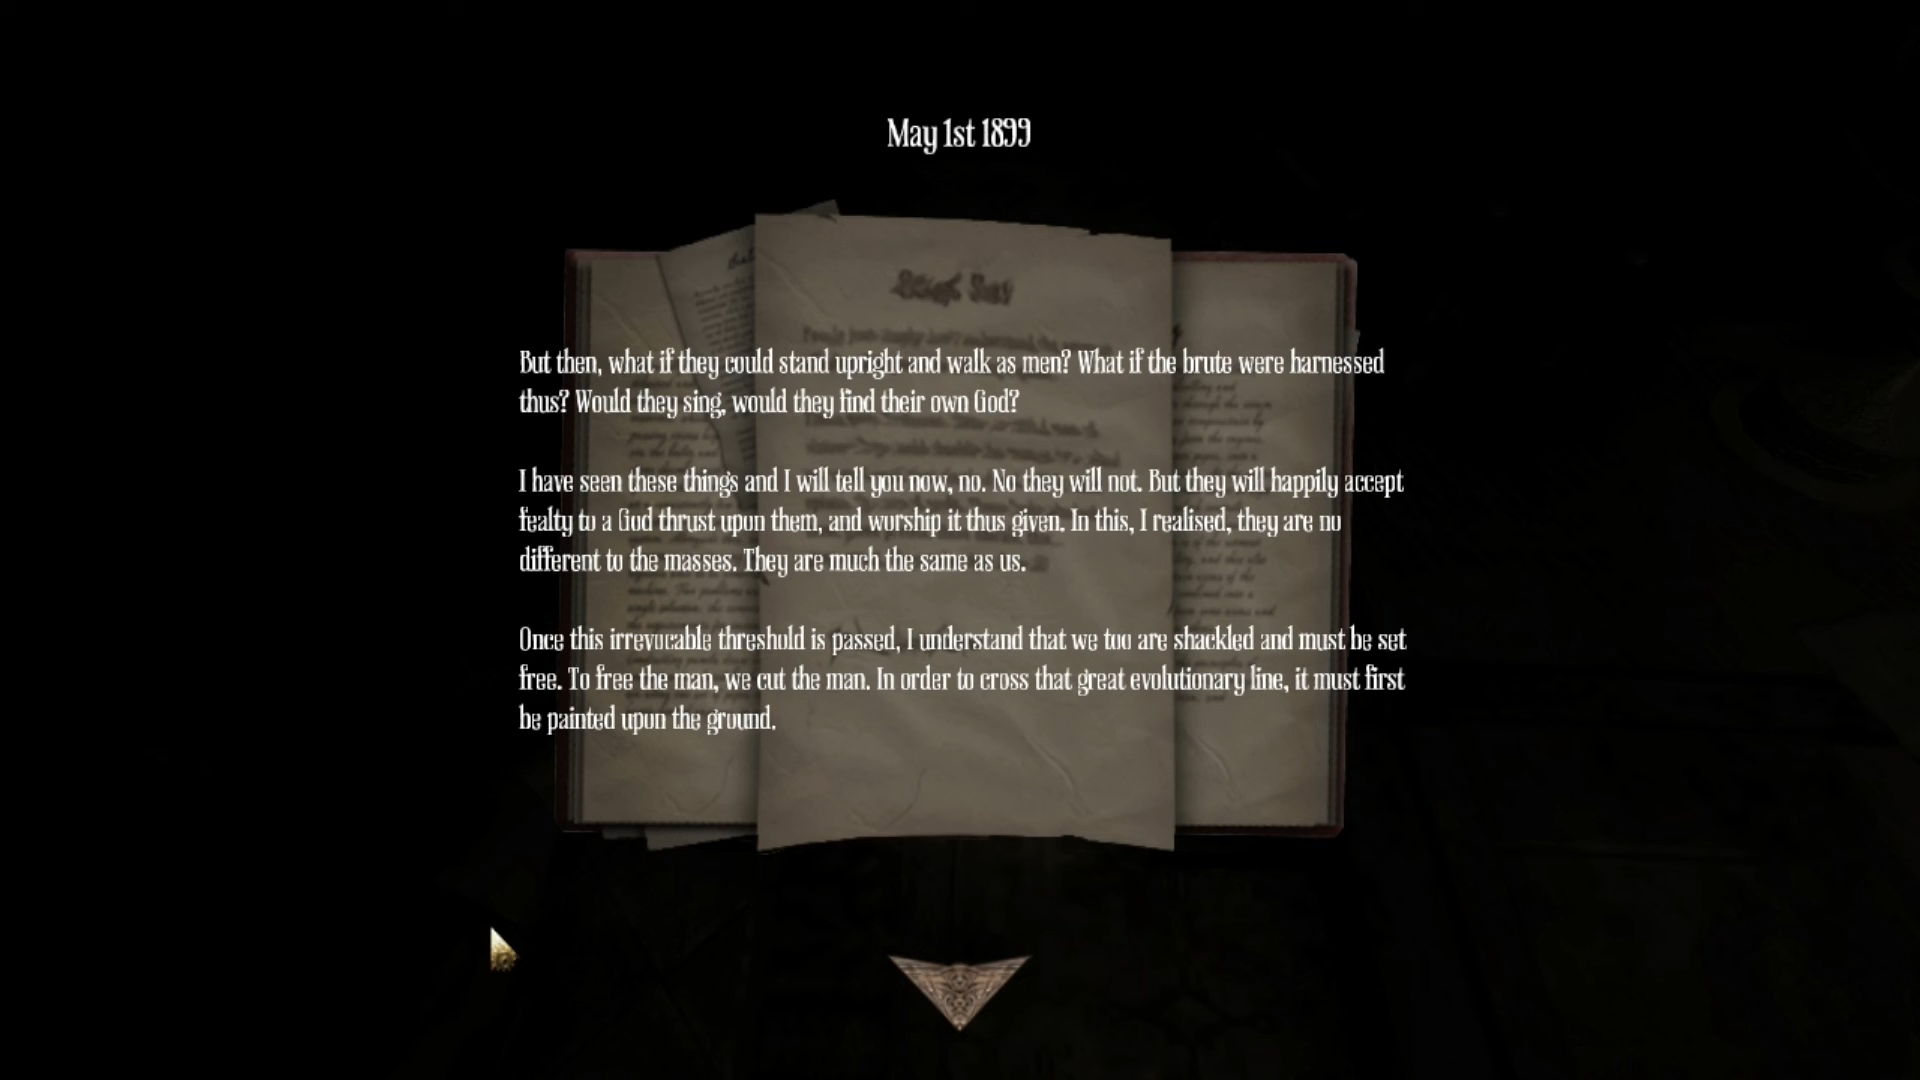 May 1st 1899
But then, what if they could stand upright and walk as men? What if the brute were harnessed
thus? Would they sing, would they find their own God?
I have seen these things and I will tell you now, no. No they will not. But they will happily accept
fealty to a God thrust upon them, and worship it thus given. In this, I realised, they are no
different to the masses. They are much the same as us.
Once this irrevocable threshold is passed, I understand that we too are shackled and must be set
free. To free the man, we cut the man. In order to cross that great evolutionary line, it must first
be painted upon the ground.